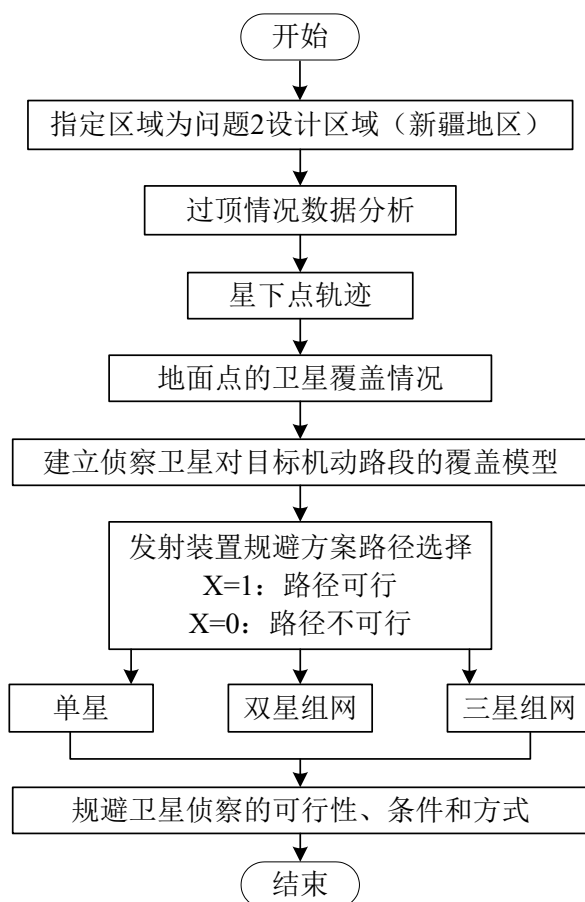 开始
指定区域为问题2设计区域（新疆地区）
过顶情况数据分析
星下点轨迹
地面点的卫星覆盖情况
建立侦察卫星对目标机动路段的覆盖模型
发射装置规避方案路径选择
X=1：路径可行
X=0：路径不可行
单星
双星组网
三星组网
规避卫星侦察的可行性、条件和方式
结束